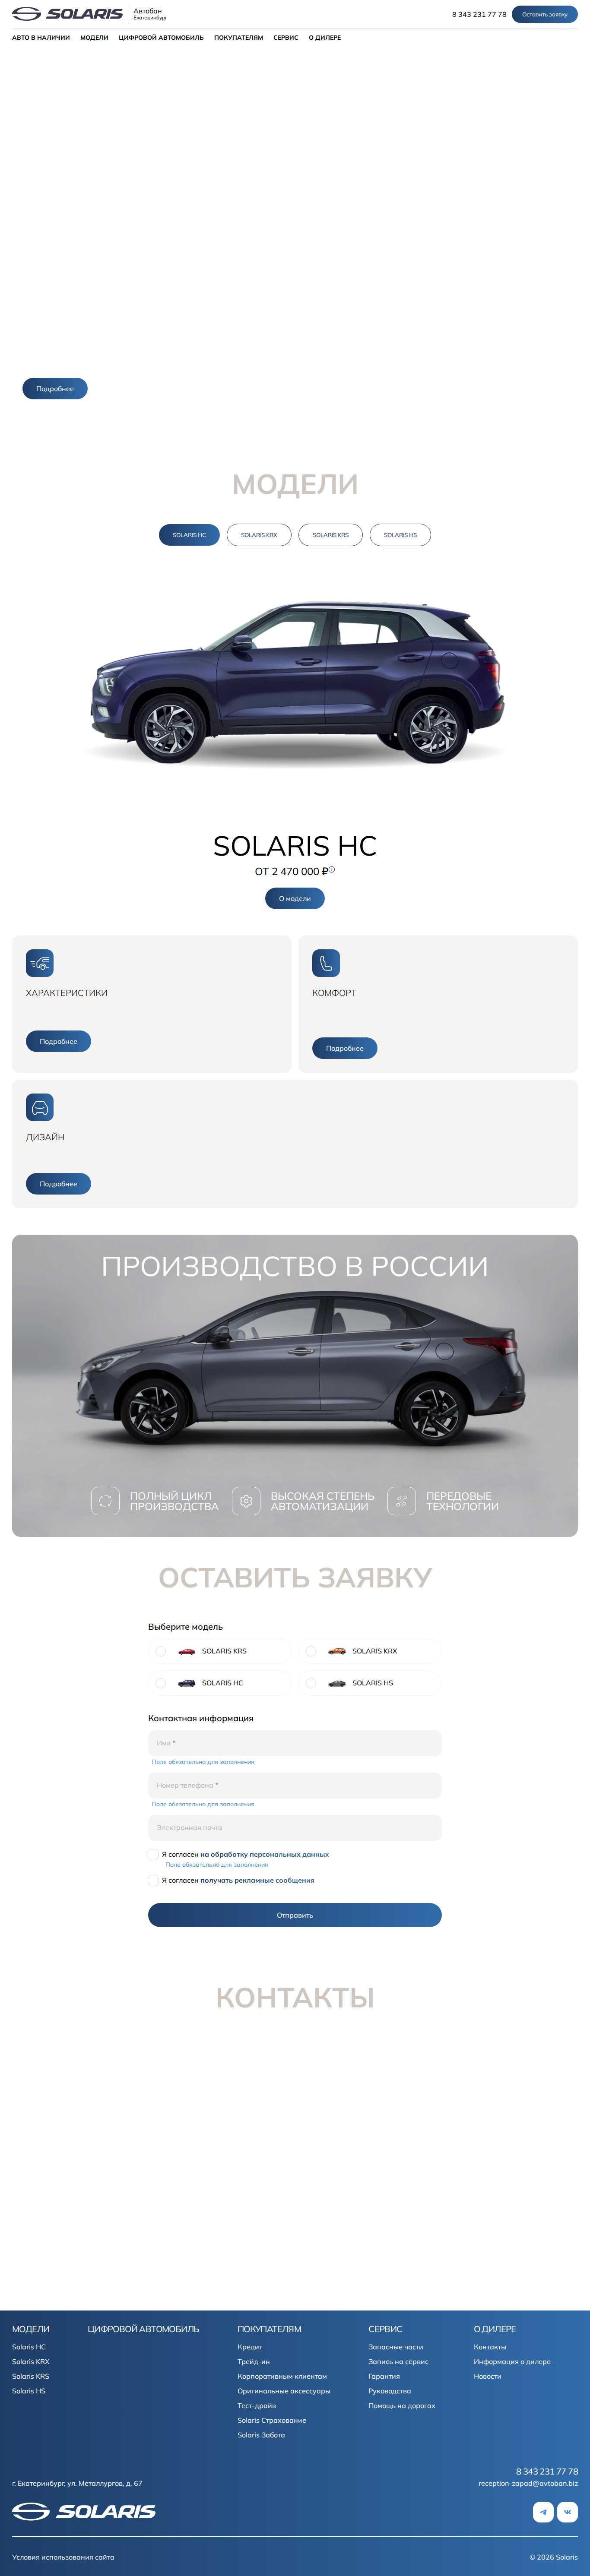 SOLARIS
Автобан
Екатеринбург
8 343 231 77 78
Оставить заявку
АВТО В НАЛИЧИИ
МОДЕЛИ
ЦИФРОВОЙ АВТОМОБИЛЬ
ПОКУПАТЕЛЯМ
СЕРВИС
О ДИЛЕРЕ
Подробнее
МОДЕЛИ
SOLARIS HC
SOLARIS KRX
SOLARIS KRS
SOLARIS HS
SOLARIS HC
ОТ 2 470 000 ₽
О модели
ХАРАКТЕРИСТИКИ
Подробнее
КОМФОРТ
Подробнее
ДИЗАЙН
Подробнее
ПРОИЗВОДСТВО В РОССИИ
ПОЛНЫЙ ЦИКЛ
ПРОИЗВОДСТВА
ВЫСОКАЯ СТЕПЕНЬ
АВТОМАТИЗАЦИИ
ПЕРЕДОВЫЕ
ТЕХНОЛОГИИ
ОСТАВИТЬ ЗАЯВКУ
Выберите модель
SOLARIS KRS
SOLARIS KRX
SOLARIS HC
SOLARIS HS
Контактная информация
Имя *
Поле обязательно для заполнения
Номер телефона *
Поле обязательно для заполнения
Электронная почта
Я согласен на обработку персональных данных
Поле обязательно для заполнения
Я согласен получать рекламные сообщения
Отправить
КОНТАКТЫ
МОДЕЛИ
Solaris HC
Solaris KRX
Solaris KRS
Solaris HS
ЦИФРОВОЙ АВТОМОБИЛЬ
ПОКУПАТЕЛЯМ
Кредит
Трейд-ин
Корпоративным клиентам
Оригинальные аксессуары
Тест-драйв
Solaris Страхование
Solaris Забота
СЕРВИС
Запасные части
Запись на сервис
Гарантия
Руководства
Помощь на дорогах
О ДИЛЕРЕ
Контакты
Информация о дилере
Новости
8 343 231 77 78
г. Екатеринбург, ул. Металлургов, д. 67
reception-zapad@avtoban.biz
SOLARIS
Условия использования сайта
© 2026 Solaris